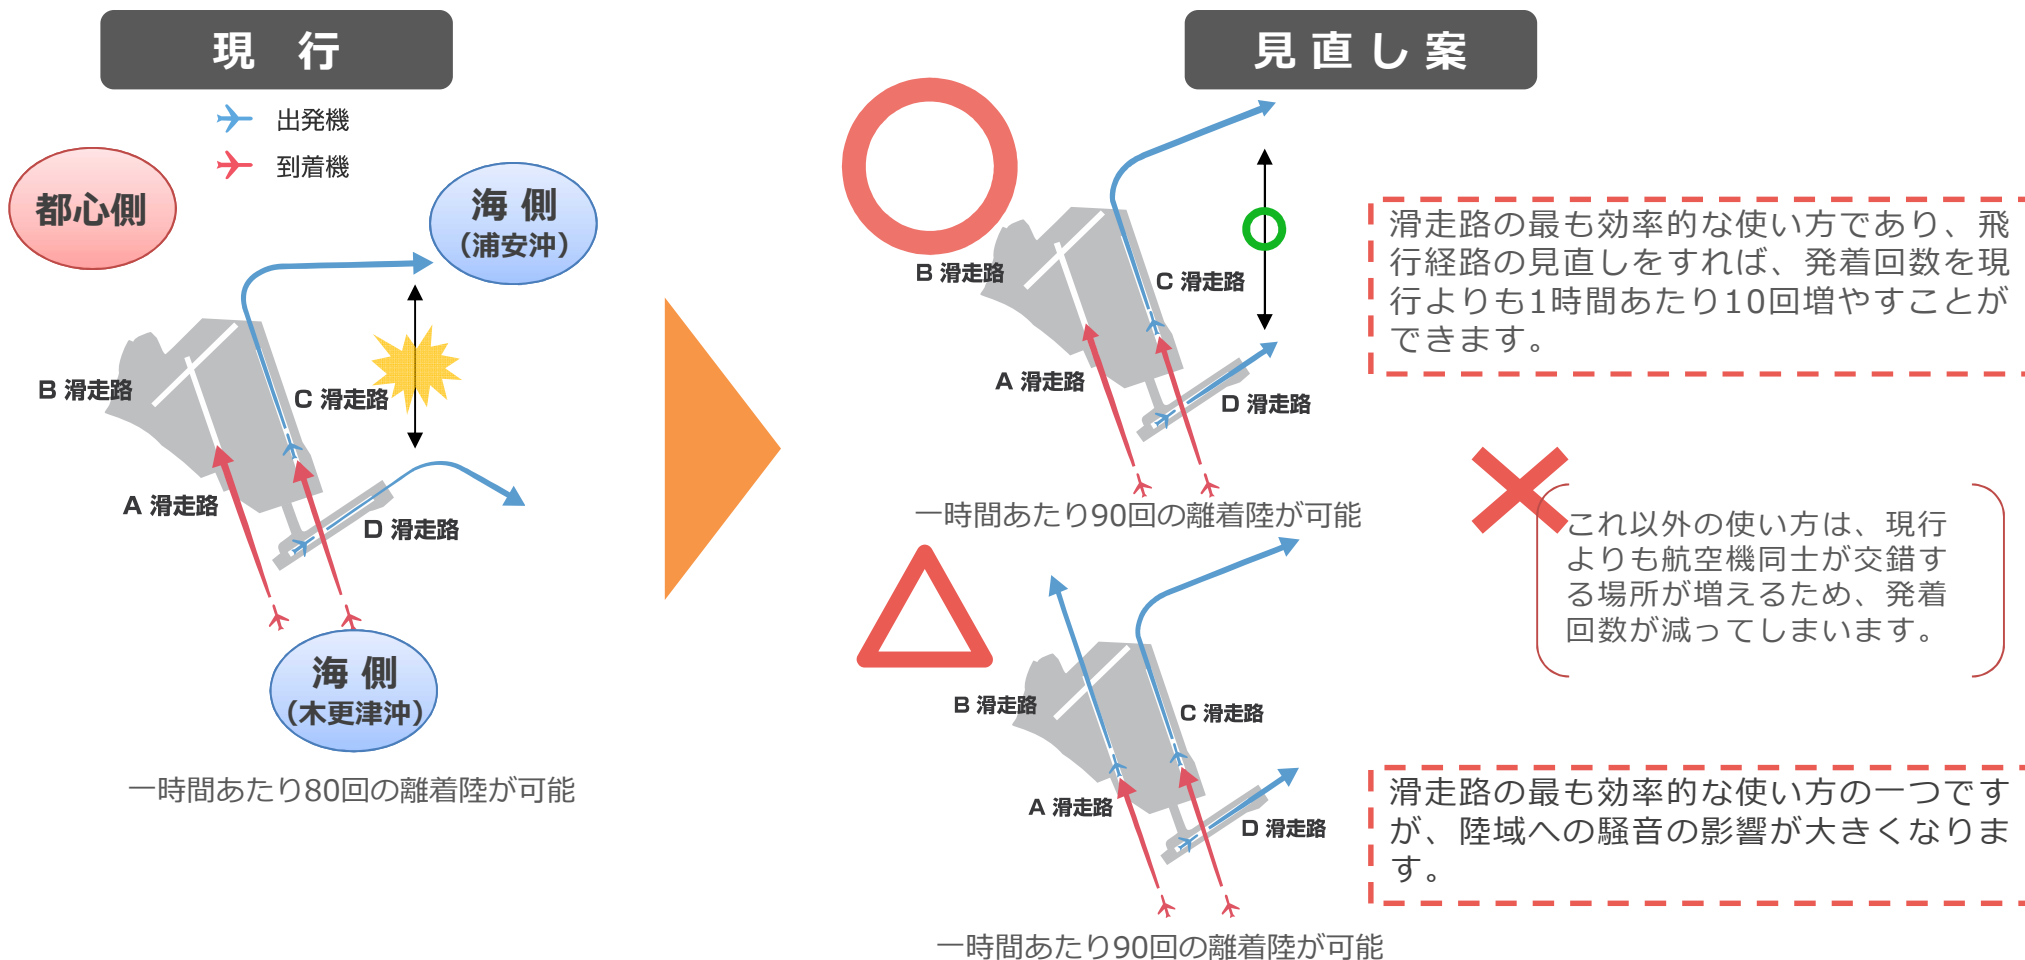 現 行
出発機
到着機
都心側
海 側
（浦安沖）
B 滑走路
C 滑走路
A 滑走路
D 滑走路
海 側
（木更津沖）
一時間あたり80回の離着陸が可能
見直し案
B 滑走路
C 滑走路
A 滑走路
D 滑走路
一時間あたり90回の離着陸が可能
滑走路の最も効率的な使い方であり、飛
行経路の見直しをすれば、発着回数を現
行よりも1時間あたり10回増やすことが
できます。
これ以外の使い方は、現行
よりも航空機同士が交錯す
る場所が増えるため、発着
回数が減ってしまいます。
B 滑走路
C 滑走路
A 滑走路
D 滑走路
一時間あたり90回の離着陸が可能
滑走路の最も効率的な使い方の一つです
が、陸域への騒音の影響が大きくなりま
す。